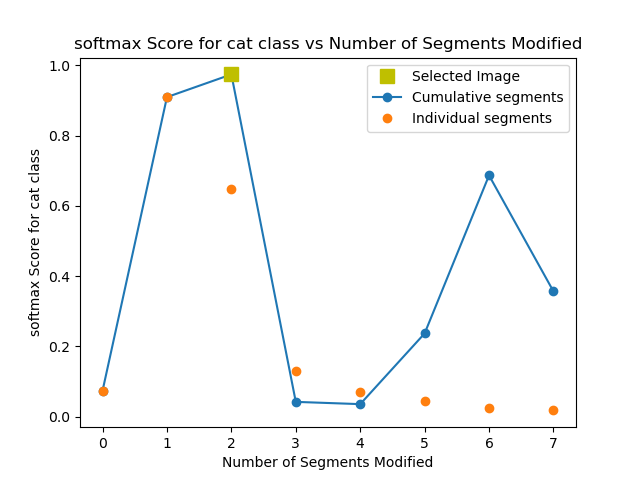 softmax Score for cat class vs Number of Segments Modified
Selected Image
Cumulative segments
Individual segments
softmax Score for cat class
1.0
0.8
0.6
0.4
0.2
0.0
0 1 2 3 4 5 6 7
Number of Segments Modified